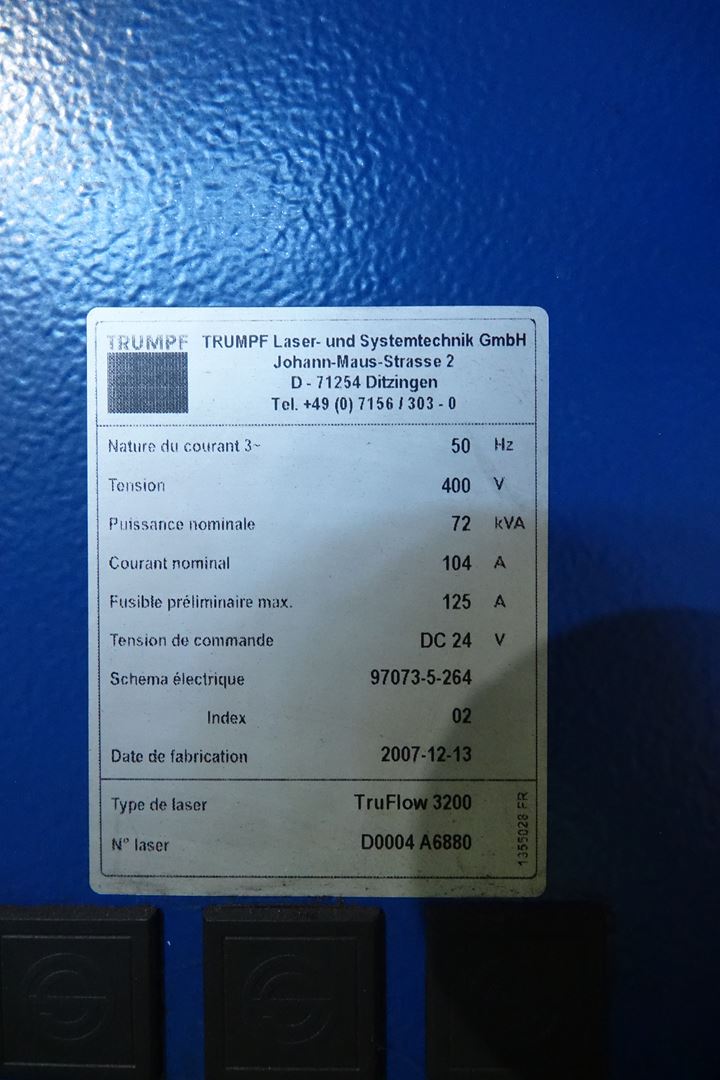 TRUMPF
TRUMPF Laser- und Systemtechnik GmbH
Johann-Maus-Strasse 2
D - 71254 Ditzingen
Tel. +49 (0) 7156 / 303 - 0
Nature du courant 3~ 50 Hz
Tension 400 V
Puissance nominale 72 kVA
Courant nominal 104 A
Fusible préliminaire max. 125 A
Tension de commande DC 24 V
Schéma électrique 97073-5-264
Index 02
Date de fabrication 2007-12-13
Type de laser TruFlow 3200
N° laser D0004 A6880
1355028 FR